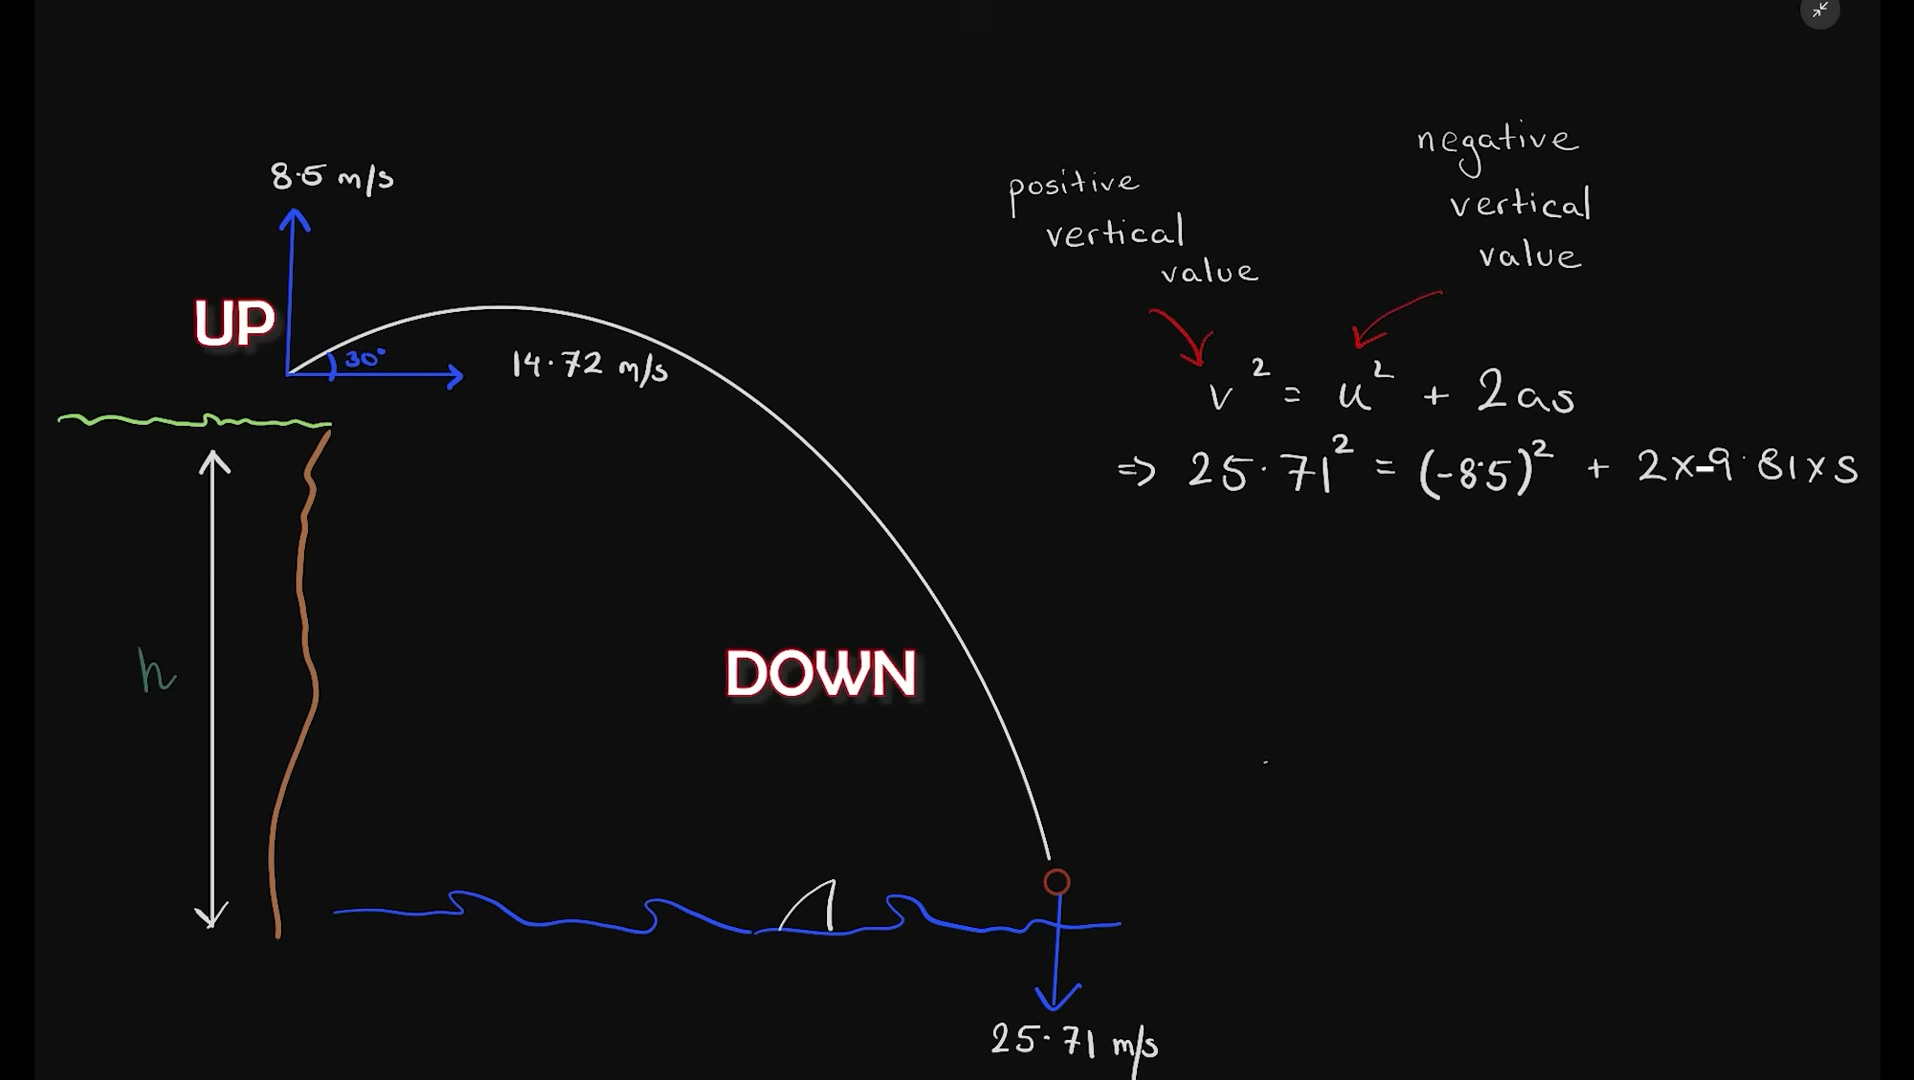 8.5 m/s
UP
30°
14.72 m/s
h
DOWN
25.71 m/s
positive
vertical
value
negative
vertical
value
v² = u² + 2as
⇒ 25.71² = (-8.5)² + 2x-9.81xs